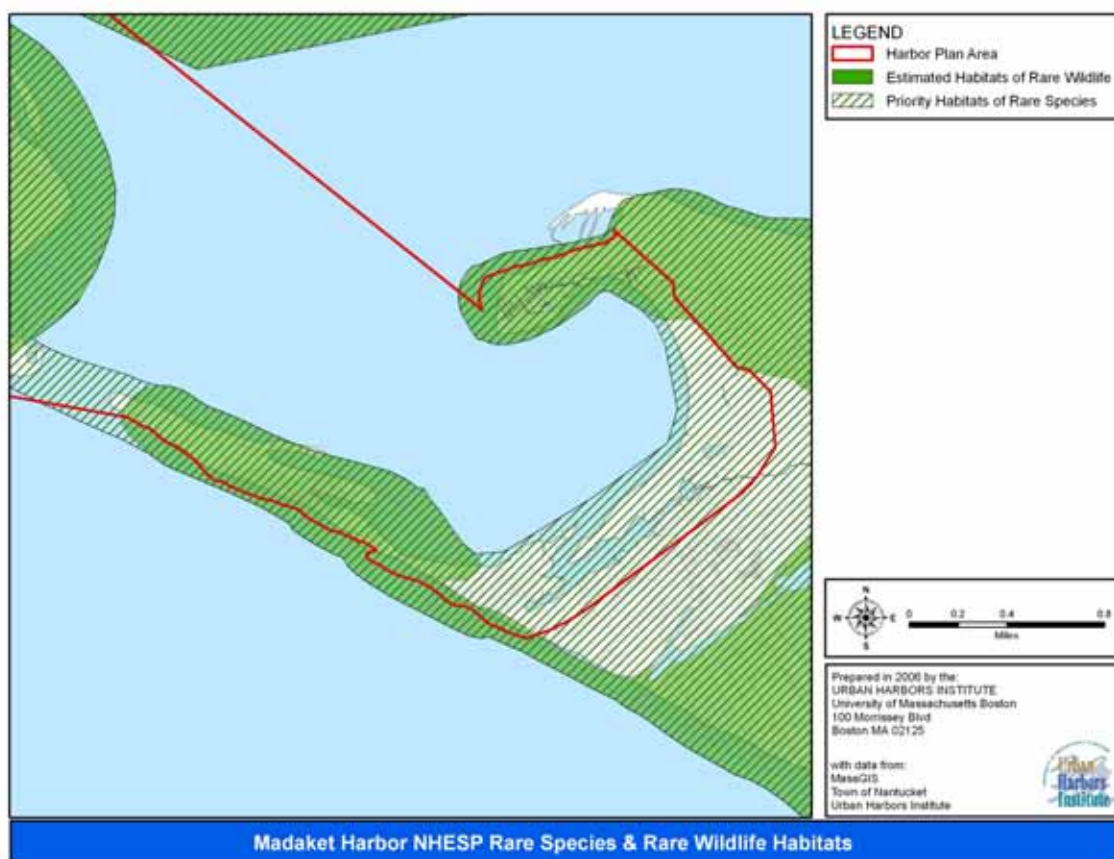 LEGEND
Harbor Plan Area
Estimated Habitats of Rare Wildlife
Priority Habitats of Rare Species
N
W E
S
0 0.2 0.4 0.8
Miles
Prepared in 2006 by the:
URBAN HARBORS INSTITUTE
University of Massachusetts Boston
100 Morrissey Blvd
Boston MA 02125
with data from:
MassGIS
Town of Nantucket
Urban Harbors Institute
Urban
Harbors
Institute
Madaket Harbor NHESP Rare Species & Rare Wildlife Habitats